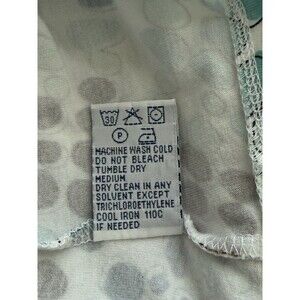 30
P
MACHINE WASH COLD
DO NOT BLEACH
TUMBLE DRY
MEDIUM
DRY CLEAN IN ANY
SOLVENT EXCEPT
TRICHLOROETHYLENE
COOL IRON 110C
IF NEEDED